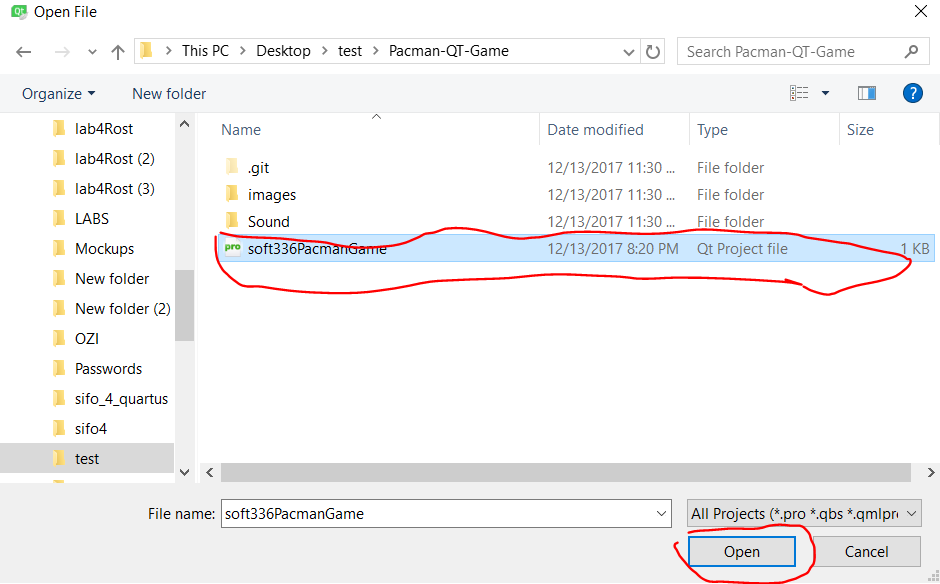 Open File
This PC > Desktop > test > Pacman-QT-Game
Search Pacman-QT-Game
Organize New folder ?
lab4Rost
lab4Rost (2)
lab4Rost (3)
LABS
Mockups
New folder
New folder (2)
OZI
Passwords
sifo_4_quartus
sifo4
test
Name Date modified Type Size
.git 12/13/2017 11:30 ... File folder
images 12/13/2017 11:30 ... File folder
Sound 12/13/2017 11:30 ... File folder
pro soft336PacmanGame 12/13/2017 8:20 PM Qt Project file 1 KB
File name: soft336PacmanGame All Projects (*.pro *.qbs *.qmlpr
Open Cancel